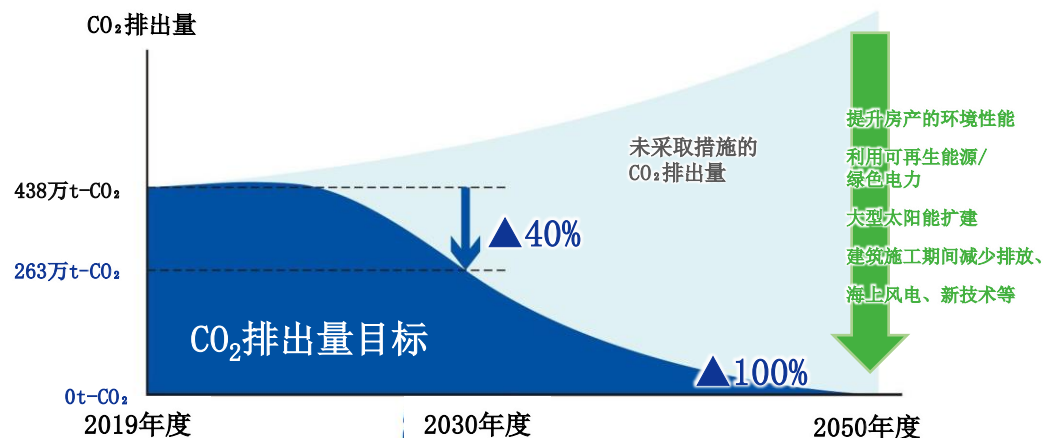 CO₂排出量
未采取措施的
CO₂排出量
提升房产的环境性能
利用可再生能源/
绿色电力
大型太阳能扩建
建筑施工期间减少排放、
海上风电、新技术等
438万t-CO₂
▲40%
263万t-CO₂
CO₂排出量目标
▲100%
0t-CO₂
2019年度
2030年度
2050年度